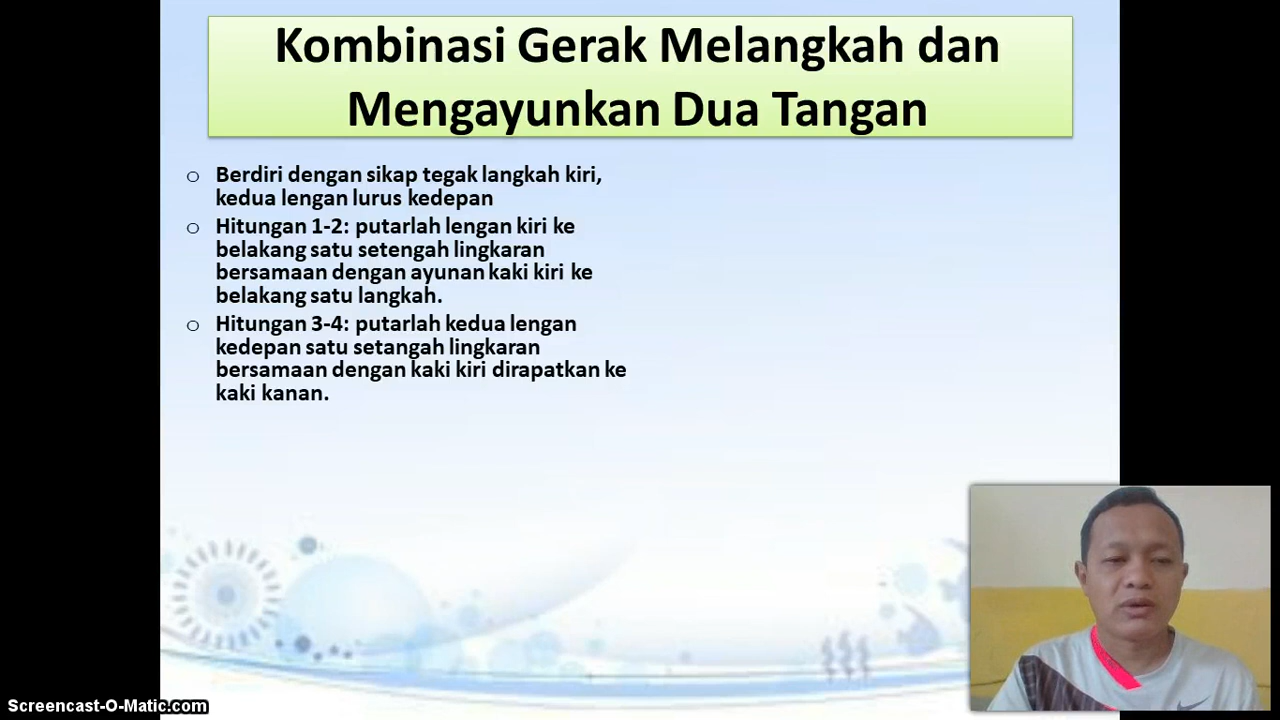 Kombinasi Gerak Melangkah dan
Mengayunkan Dua Tangan
o Berdiri dengan sikap tegak langkah kiri,
kedua lengan lurus kedepan
o Hitungan 1-2: putarlah lengan kiri ke
belakang satu setengah lingkaran
bersamaan dengan ayunan kaki kiri ke
belakang satu langkah.
o Hitungan 3-4: putarlah kedua lengan
kedepan satu setangah lingkaran
bersamaan dengan kaki kiri dirapatkan ke
kaki kanan.
Screencast-O-Matic.com